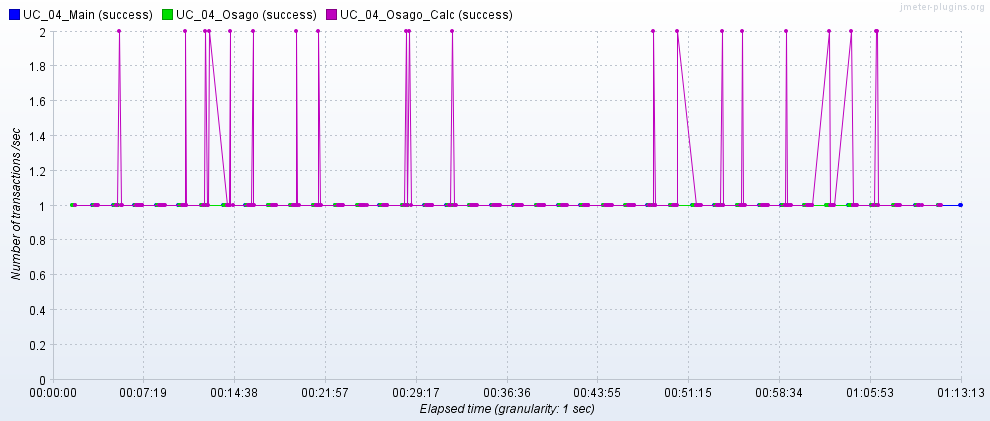 UC_04_Main (success) UC_04_Osago (success) UC_04_Osago_Calc (success)
jmeter-plugins.org
Number of transactions /sec
2
1.8
1.6
1.4
1.2
1
0.8
0.6
0.4
0.2
0
00:00:00 00:07:19 00:14:38 00:21:57 00:29:17 00:36:36 00:43:55 00:51:15 00:58:34 01:05:53 01:13:13
Elapsed time (granularity: 1 sec)